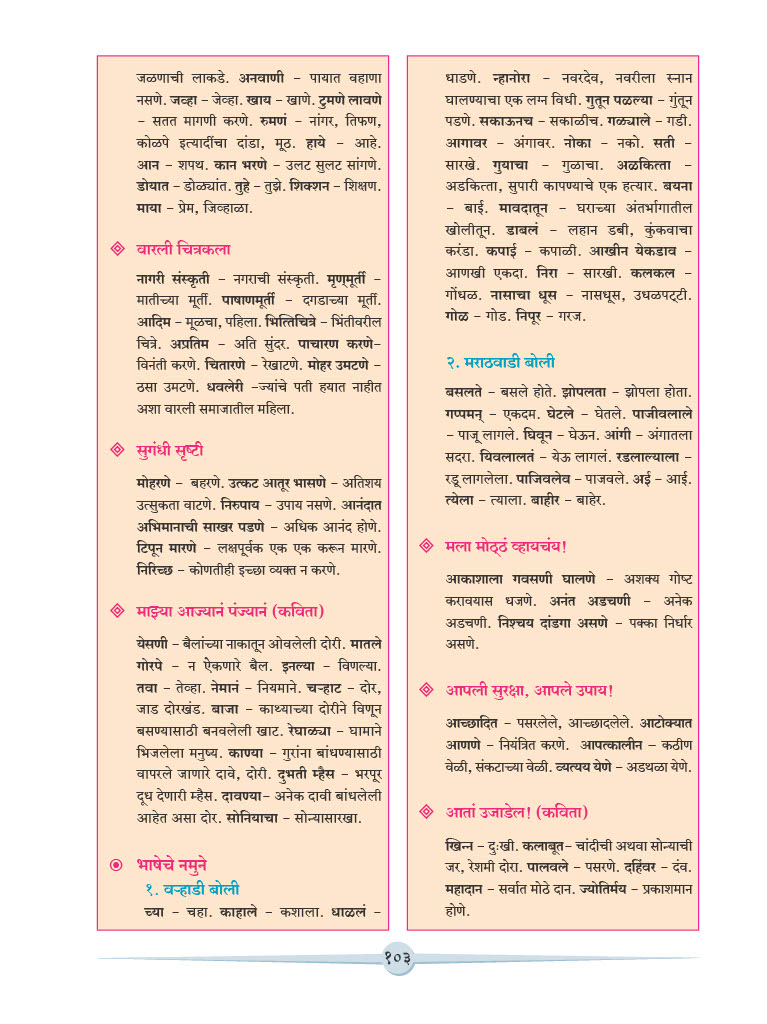 जळणाची लाकडे. अनवाणी – पायात वहाणा
नसणे. जव्हा – जेव्हा. खाय – खाणे. टुमणे लावणे
– सतत मागणी करणे. रुमणं – नांगर, तिफण,
कोळपे इत्यादींचा दांडा, मूठ. हाये – आहे.
आन – शपथ. कान भरणे – उलट सुलट सांगणे.
डोयात – डोळ्यांत. तुहे – तुझे. शिक्शन – शिक्षण.
माया – प्रेम, जिव्हाळा.
वारली चित्रकला
नागरी संस्कृती – नगराची संस्कृती. मृण्मूर्ती –
मातीच्या मूर्ती. पाषाणमूर्ती – दगडाच्या मूर्ती.
आदिम – मूळचा, पहिला. भित्तिचित्रे – भिंतीवरील
चित्रे. अप्रतिम – अति सुंदर. पाचारण करणे–
विनंती करणे. चितारणे – रेखाटणे. मोहर उमटणे –
ठसा उमटणे. धवलेरी –ज्यांचे पती हयात नाहीत
अशा वारली समाजातील महिला.
सुगंधी सृष्टी
मोहरणे – बहरणे. उत्कट आतूर भासणे – अतिशय
उत्सुकता वाटणे. निरुपाय – उपाय नसणे. आनंदात
अभिमानाची साखर पडणे – अधिक आनंद होणे.
टिपून मारणे – लक्षपूर्वक एक एक करून मारणे.
निरिच्छ – कोणतीही इच्छा व्यक्त न करणे.
माझ्या आज्यानं पंज्यानं (कविता)
येसणी – बैलांच्या नाकातून ओवलेली दोरी. मातले
गोरपे – न ऐकणारे बैल. इनल्या – विणल्या.
तवा – तेव्हा. नेमानं – नियमाने. चऱ्हाट – दोर,
जाड दोरखंड. बाजा – काथ्याच्या दोरीने विणून
बसण्यासाठी बनवलेली खाट. रेघाळ्या – घामाने
भिजलेला मनुष्य. काण्या – गुरांना बांधण्यासाठी
वापरले जाणारे दावे, दोरी. दुभती म्हैस – भरपूर
दूध देणारी म्हैस. दावण्या– अनेक दावी बांधलेली
आहेत असा दोर. सोनियाचा – सोन्यासारखा.
भाषेचे नमुने
१. वऱ्हाडी बोली
च्या – चहा. काहाले – कशाला. धाळलं –
धाडणे. न्हानोरा – नवरदेव, नवरीला स्नान
घालण्याचा एक लग्न विधी. गुतून पळल्या – गुंतून
पडणे. सकाऊनच – सकाळीच. गळ्याले – गडी.
आगावर – अंगावर. नोका – नको. सती –
सारखे. गुयाचा – गुळाचा. अळकित्ता –
अडकित्ता, सुपारी कापण्याचे एक हत्यार. बयना
– बाई. मावदातून – घराच्या अंतर्भागातील
खोलीतून. डाबलं – लहान डबी, कुंकवाचा
करंडा. कपाई – कपाळी. आखीन येकडाव –
आणखी एकदा. निरा – सारखी. कलकल –
गोंधळ. नासाचा धूस – नासधूस, उधळपट्टी.
गोळ – गोड. निपूर – गरज.
२. मराठवाडी बोली
बसलते – बसले होते. झोपलता – झोपला होता.
गप्पमन् – एकदम. घेटले – घेतले. पाजीवलाले
– पाजू लागले. घिवून – घेऊन. आंगी – अंगातला
सदरा. यिवलालतं – येऊ लागलं. रडलाल्याला –
रडू लागलेला. पाजिवलेव – पाजवले. अई – आई.
त्येला – त्याला. बाहीर – बाहेर.
मला मोठ्ठं व्हायचंय!
आकाशाला गवसणी घालणे – अशक्य गोष्ट
करावयास धजणे. अनंत अडचणी – अनेक
अडचणी. निश्चय दांडगा असणे – पक्का निर्धार
असणे.
आपली सुरक्षा, आपले उपाय!
आच्छादित – पसरलेले, आच्छादलेले. आटोक्यात
आणणे – नियंत्रित करणे. आपत्कालीन – कठीण
वेळी, संकटाच्या वेळी. व्यत्यय येणे – अडथळा येणे.
आतां उजाडेल! (कविता)
खिन्न – दुःखी. कलाबूत– चांदीची अथवा सोन्याची
जर, रेशमी दोरा. पालवले – पसरणे. दहिंवर – दंव.
महादान – सर्वात मोठे दान. ज्योतिर्मय – प्रकाशमान
होणे.
१०३